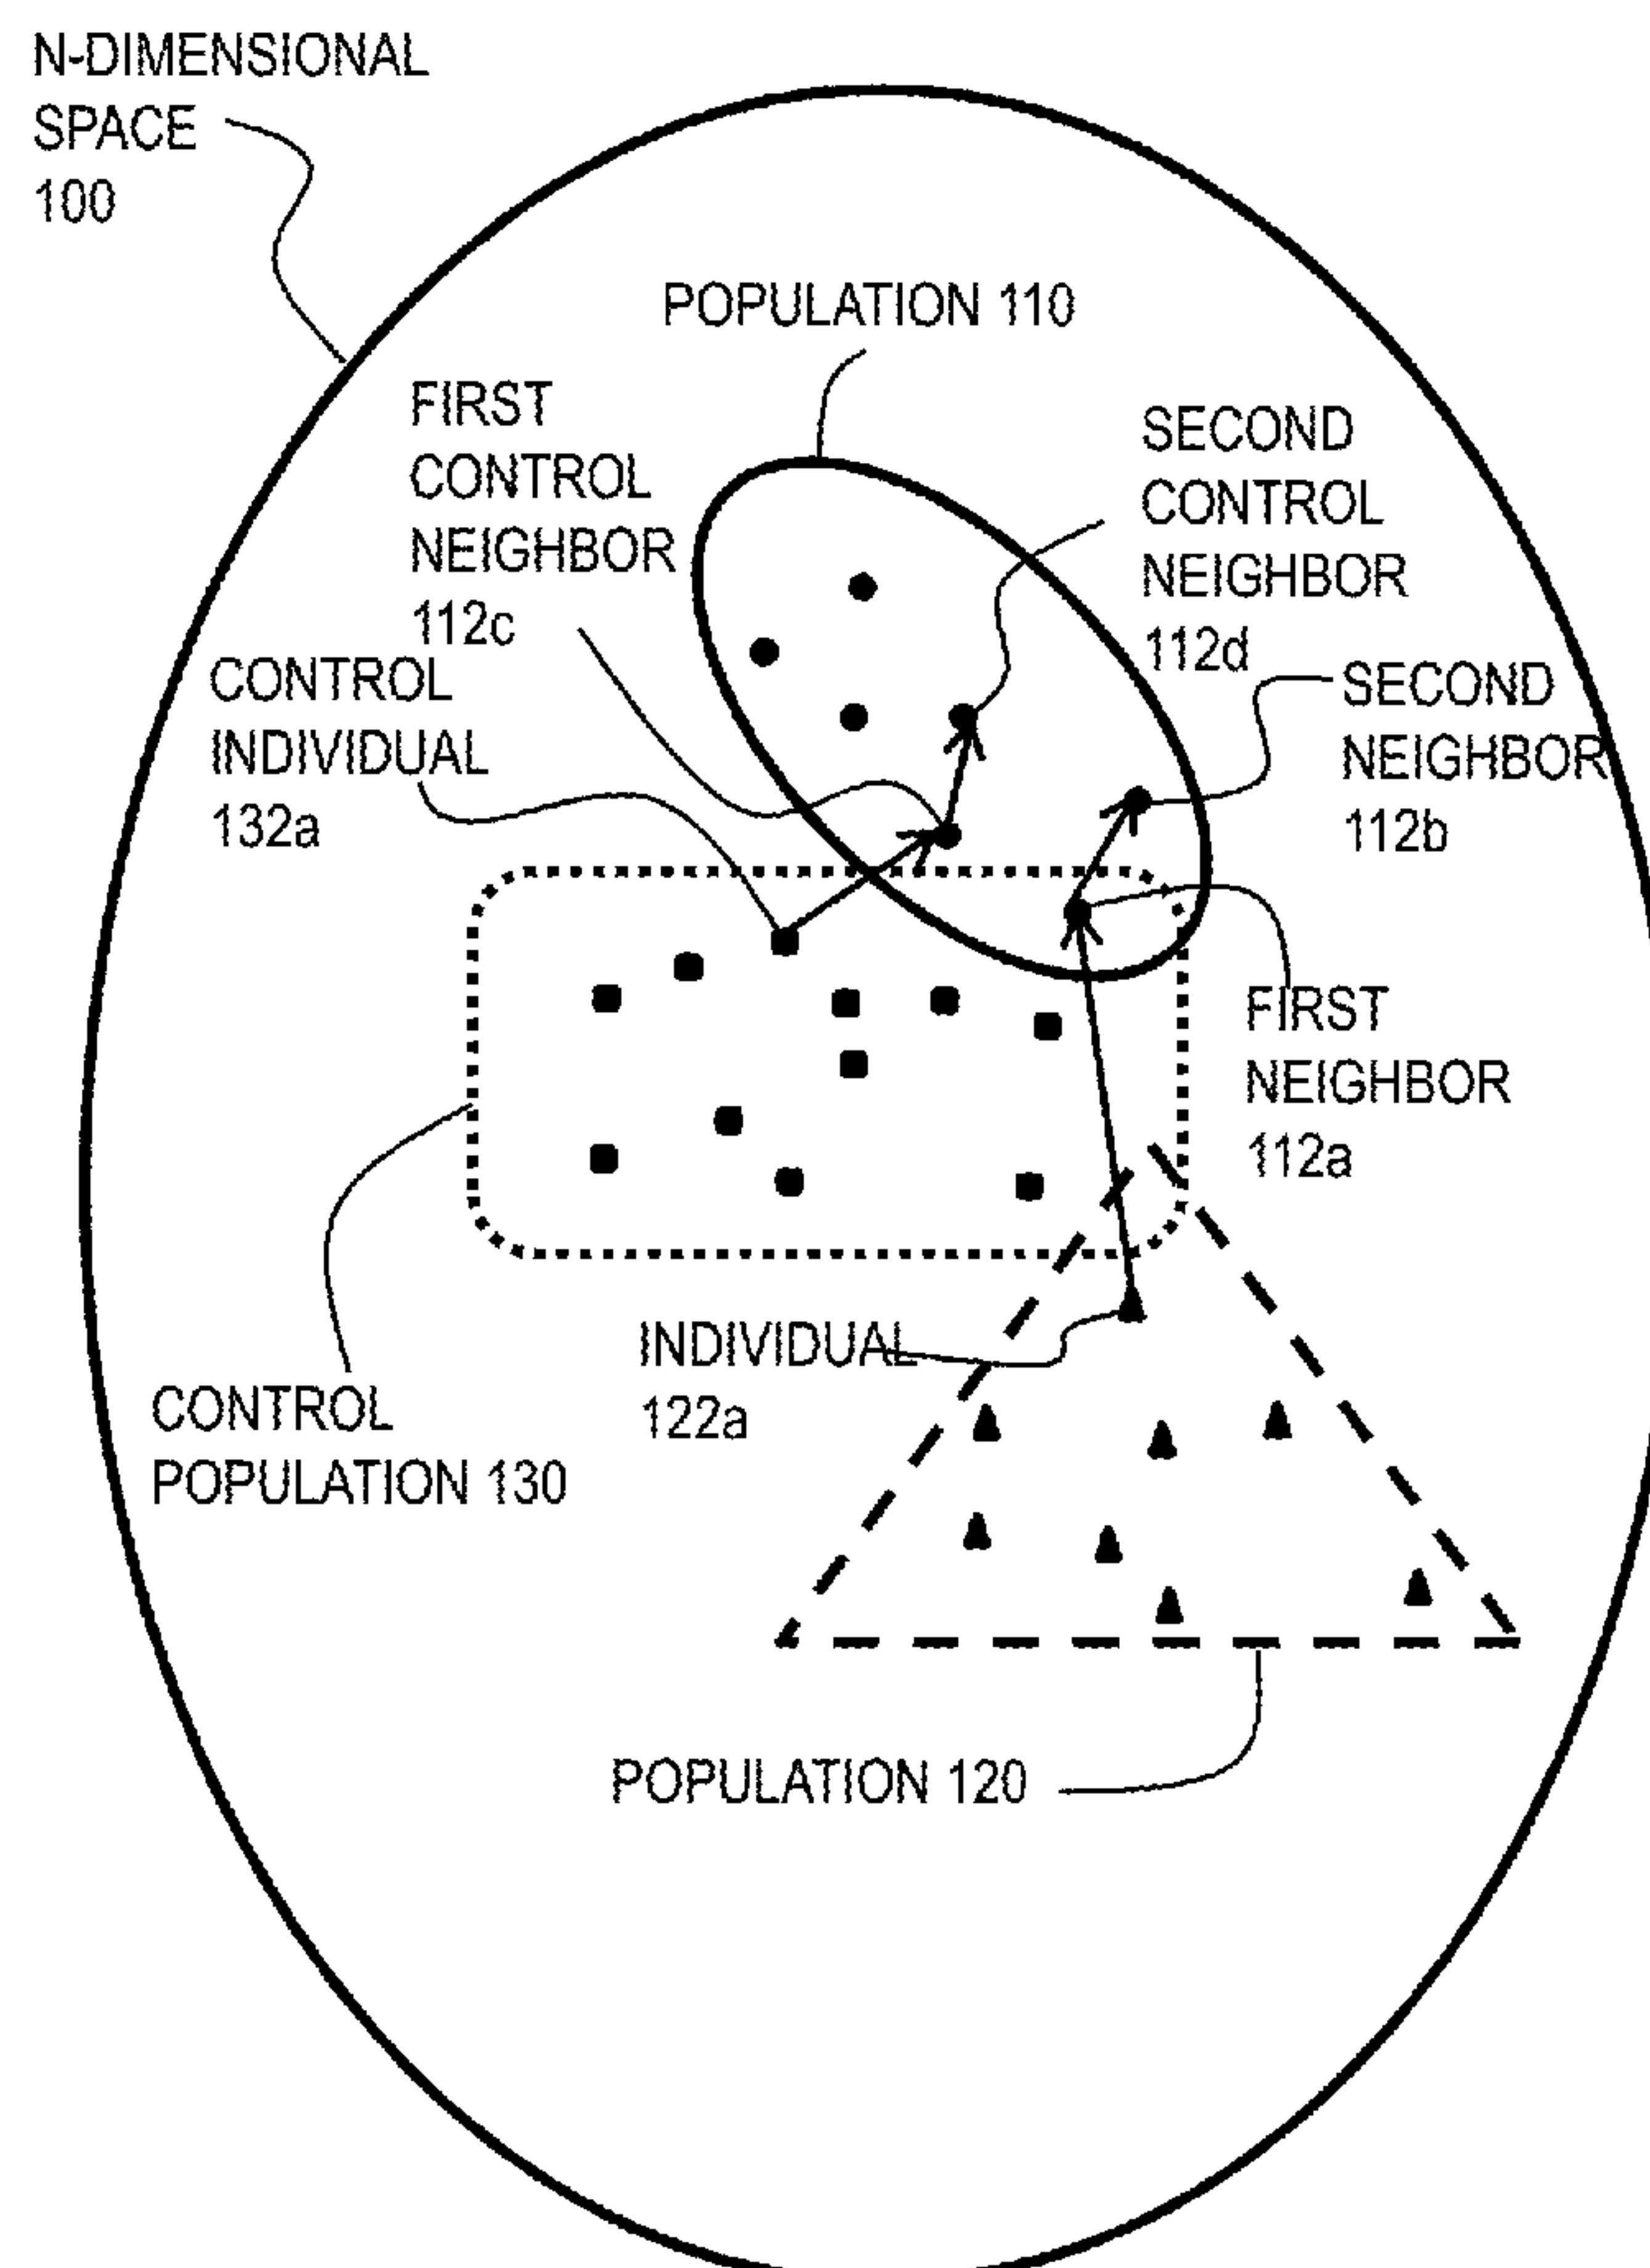 N-DIMENSIONAL
SPACE
100
POPULATION 110
FIRST
CONTROL
NEIGHBOR
112c
SECOND
CONTROL
NEIGHBOR
112d
CONTROL
INDIVIDUAL
132a
SECOND
NEIGHBOR
112b
FIRST
NEIGHBOR
112a
INDIVIDUAL
122a
CONTROL
POPULATION 130
POPULATION 120